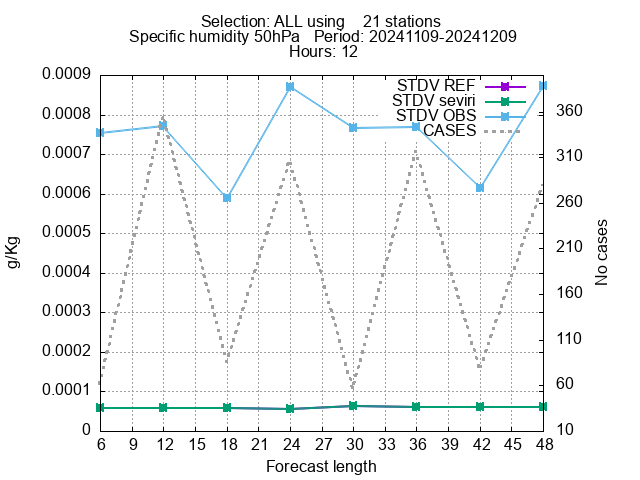 Selection: ALL using    21 stations
Specific humidity 50hPa   Period: 20241109-20241209
Hours: 12
STDV REF
STDV seviri
STDV OBS
CASES
0.0009
0.0008
0.0007
0.0006
0.0005
0.0004
0.0003
0.0002
0.0001
0
g/Kg
360
310
260
210
160
110
60
10
No cases
6 9 12 15 18 21 24 27 30 33 36 39 42 45 48
Forecast length